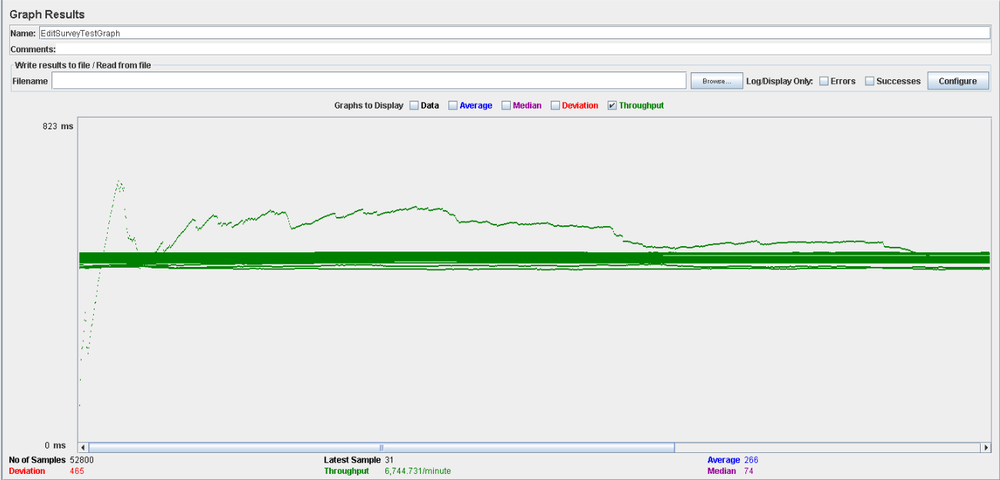 Graph Results
Name: EditSurveyTestGraph
Comments:
Write results to file / Read from file
Filename Browse... Log/Display Only: Errors Successes Configure
Graphs to Display Data Average Median Deviation Throughput
823 ms
0 ms
No of Samples 52800 Latest Sample 31 Average 266
Deviation 465 Throughput 6,744.731/minute Median 74